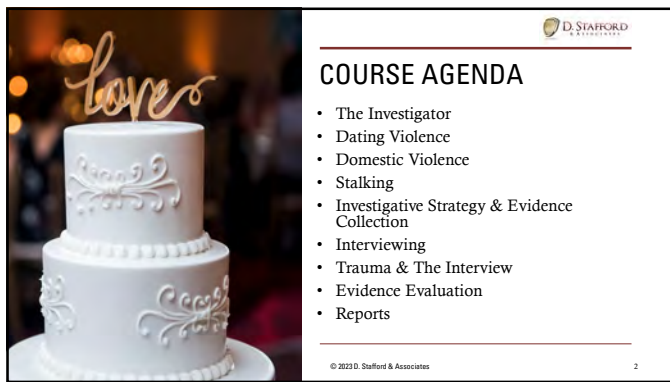 love
D. STAFFORD
& ASSOCIATES
COURSE AGENDA
• The Investigator
• Dating Violence
• Domestic Violence
• Stalking
• Investigative Strategy & Evidence
Collection
• Interviewing
• Trauma & The Interview
• Evidence Evaluation
• Reports
© 2023 D. Stafford & Associates
2